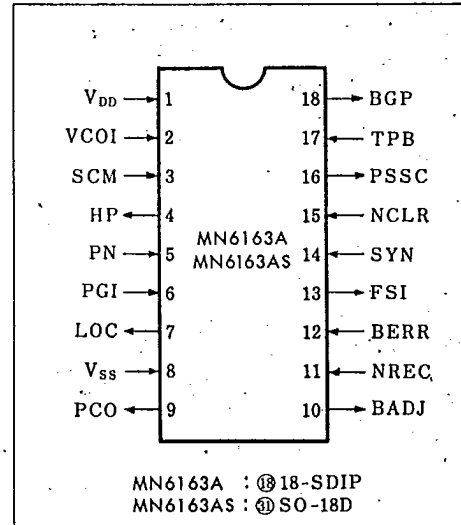 V_DD 1 18 BGP
VCOI 2 17 TPB
SCM 3 16 PSSC
HP 4 15 NCLR
MN6163A
MN6163AS
PN 5 14 SYN
PGI 6 13 FSI
LOC 7 12 BERR
V_SS 8 11 NREC
PCO 9 10 BADJ
MN6163A : ⑱ 18-SDIP
MN6163AS : ㉛ SO-18D